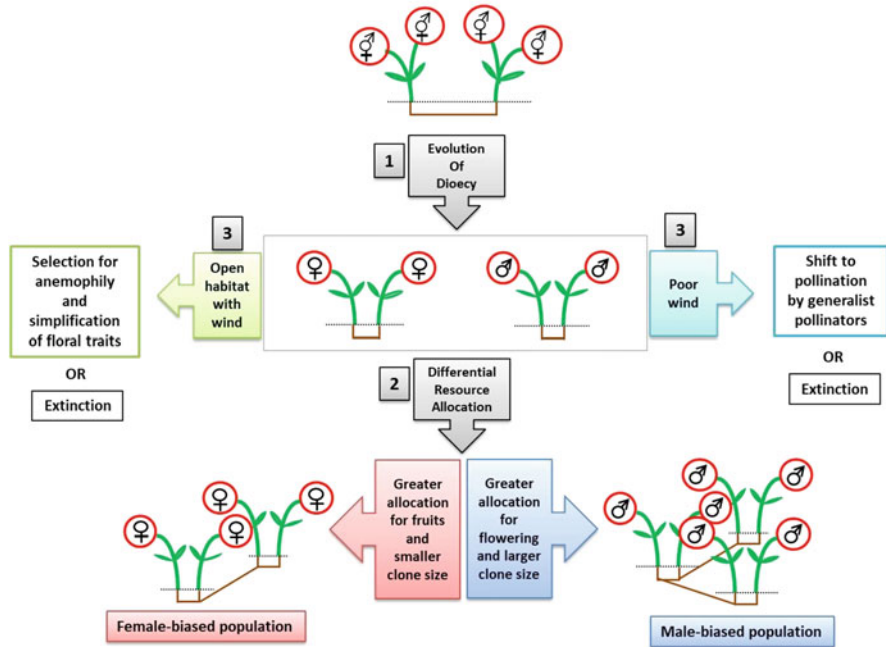 1
Evolution
Of
Dioecy
3
Open
habitat
with
wind
Selection for
anemophily
and
simplification
of floral traits
OR
Extinction
3
Poor
wind
Shift to
pollination
by generalist
pollinators
OR
Extinction
2
Differential
Resource
Allocation
Greater
allocation
for fruits
and
smaller
clone size
Greater
allocation
for
flowering
and larger
clone size
Female-biased population
Male-biased population